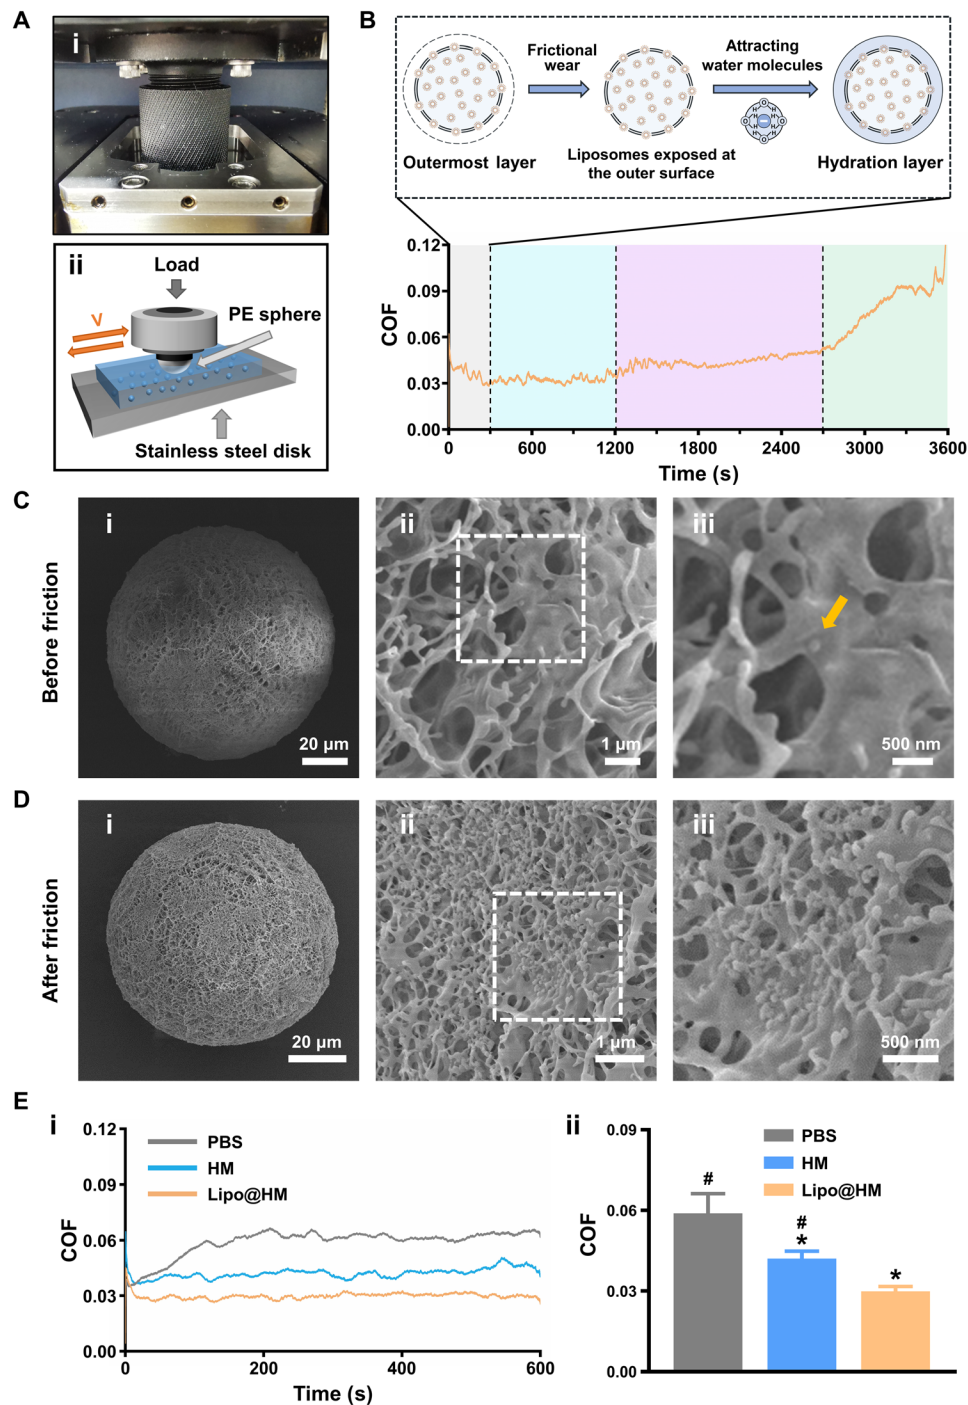 A
i
ii
Load
V
PE sphere
Stainless steel disk
B
Frictional
wear
Attracting
water molecules
O
H
H
O
H
H
O
H
H
O
H
H
Outermost layer
Liposomes exposed at
the outer surface
Hydration layer
0.12
0.09
0.06
0.03
0.00
COF
0
600
1200
1800
2400
3000
3600
Time (s)
C
Before friction
i
20 μm
ii
1 μm
iii
500 nm
D
After friction
i
20 μm
ii
1 μm
iii
500 nm
E
i
0.12
0.09
0.06
0.03
0.00
COF
PBS
HM
Lipo@HM
0
200
400
600
Time (s)
ii
0.09
0.06
0.03
0.00
COF
PBS
HM
Lipo@HM
#
#
*
*